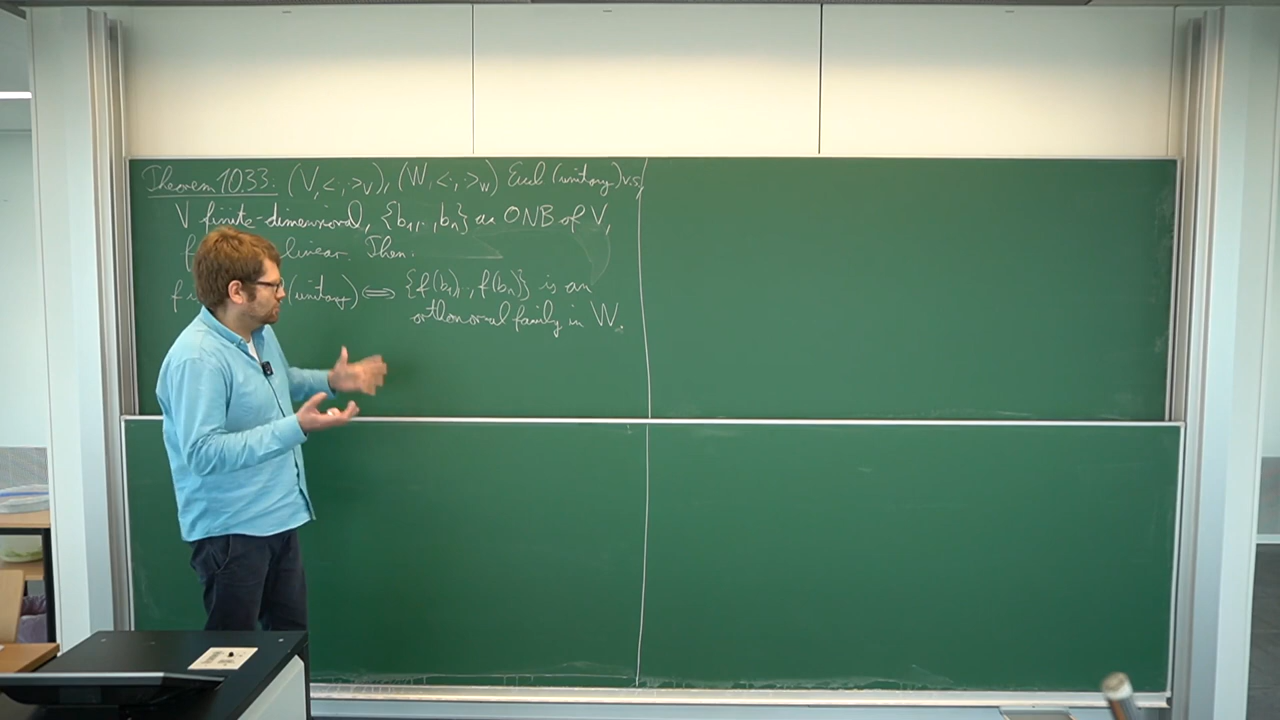 Theorem 10.33. (V,<·,·>_V), (W,<·,·>_W) Eucl (unitary) v.s.
V finite-dimensional, {b_1,..,b_n} an ONB of V,
f linear. Then:
f (unitary) ⟺ {f(b_1),..,f(b_n)} is an
orthonormal family in W.